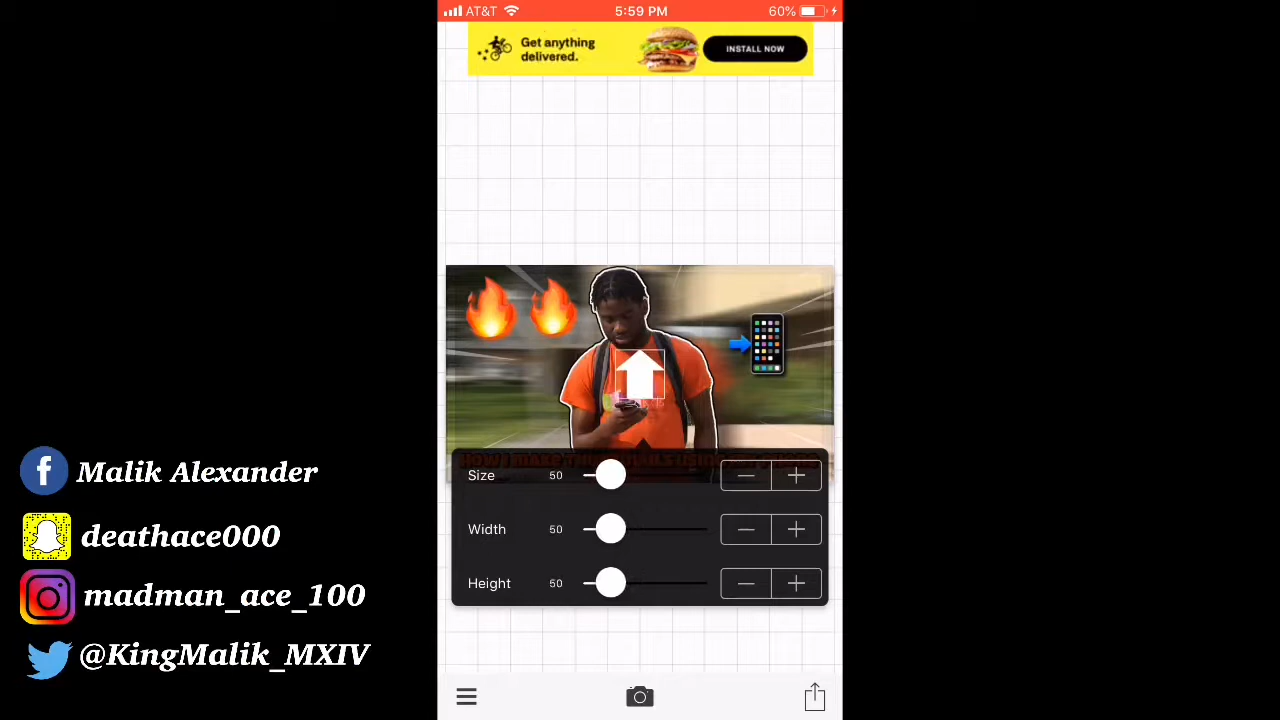 AT&T
5:59 PM
60%
Get anything
delivered.
INSTALL NOW
Size 50
Width 50
Height 50
Malik Alexander
deathace000
madman_ace_100
@KingMalik_MXIV